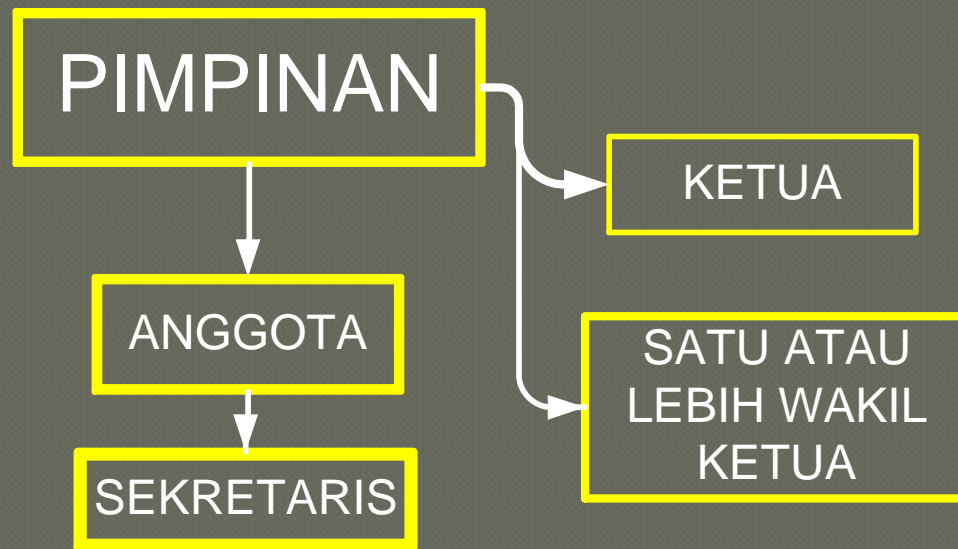 PIMPINAN
KETUA
ANGGOTA
SATU ATAU
LEBIH WAKIL
KETUA
SEKRETARIS